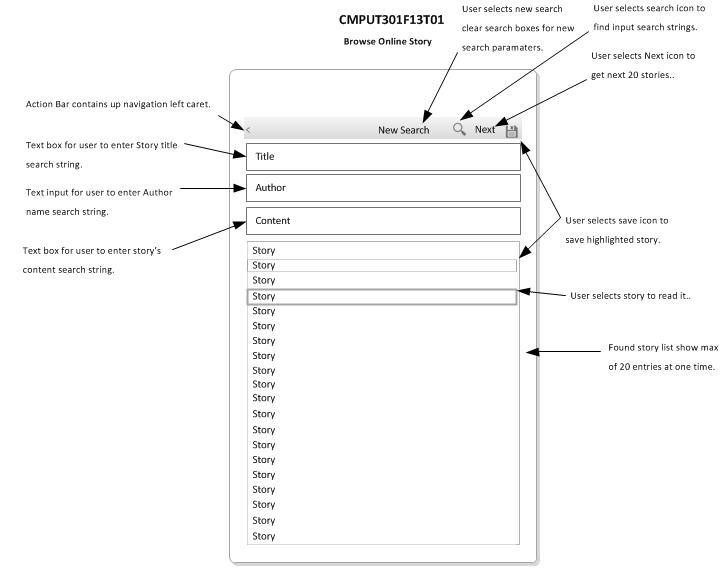 CMPUT301F13T01
Browse Online Story
User selects new search
clear search boxes for new
search paramaters.
User selects search icon to
find input search strings.
User selects Next icon to
get next 20 stories..
Action Bar contains up navigation left caret.
< New Search Next
Text box for user to enter Story title
search string.
Title
Text input for user to enter Author
name search string.
Author
Content
Text box for user to enter story's
content search string.
User selects save icon to
save highlighted story.
Story
Story
Story
Story
User selects story to read it..
Story
Story
Story
Story
Found story list show max
of 20 entries at one time.
Story
Story
Story
Story
Story
Story
Story
Story
Story
Story
Story
Story